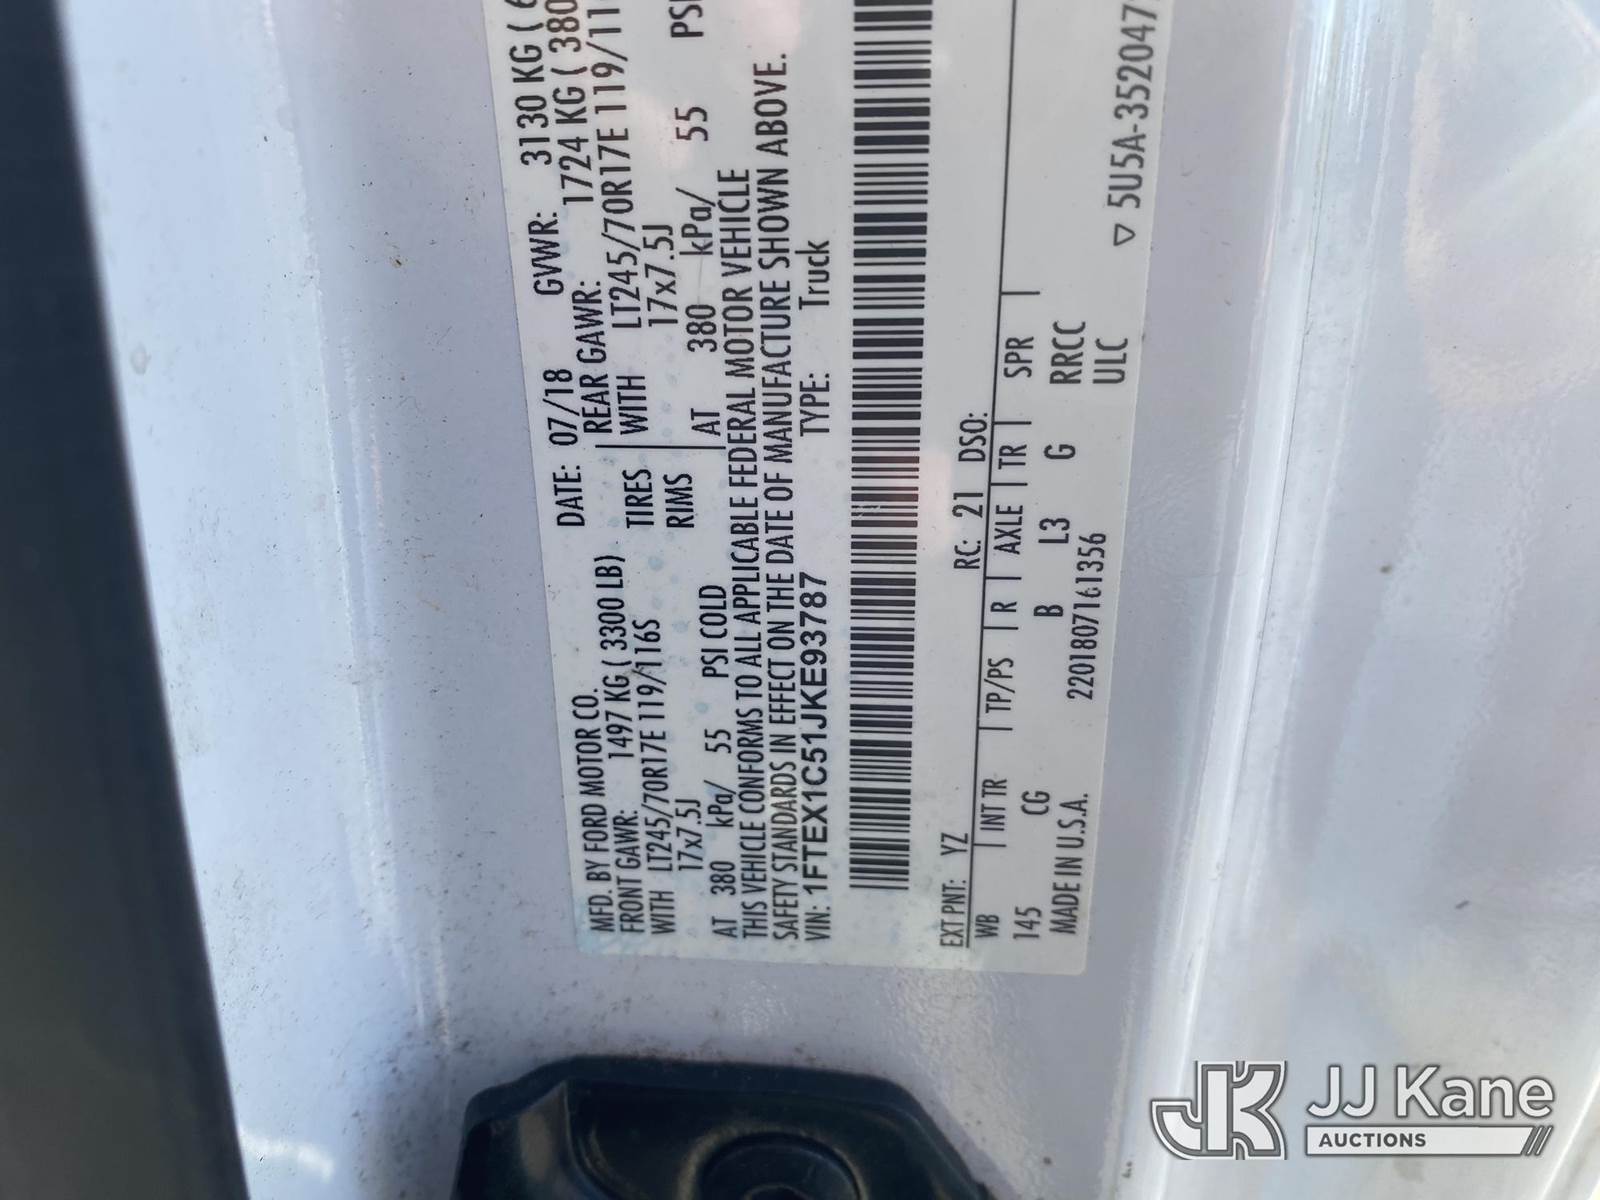 MFD. BY FORD MOTOR CO. DATE: 07/18 GVWR: 3130 KG (
FRONT GAWR: 1497 KG ( 3300 LB) REAR GAWR: 1724 KG ( 380
WITH LT245/70R17E 119/116S TIRES WITH LT245/70R17E 119/11
17x7.5J RIMS 17x7.5J
AT 380 kPa/ 55 PSI COLD AT 380 kPa/ 55 PSI
THIS VEHICLE CONFORMS TO ALL APPLICABLE FEDERAL MOTOR VEHICLE
SAFETY STANDARDS IN EFFECT ON THE DATE OF MANUFACTURE SHOWN ABOVE.
VIN: 1FTEX1C51JKE93787 TYPE: Truck
EXT PNT: YZ RC: 21 DSO:
WB | INT TR | TP/PS | R | AXLE | TR | SPR |
145 CG B L3 G RRCC
MADE IN U.S.A. 2201807161356 ULC
▽ 5U5A-352047
JK JJ Kane
AUCTIONS